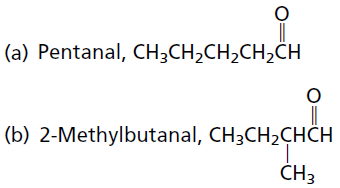 O
(a) Pentanal, CH₃CH₂CH₂CH₂CH
O
(b) 2-Methylbutanal, CH₃CH₂CHCH
CH₃